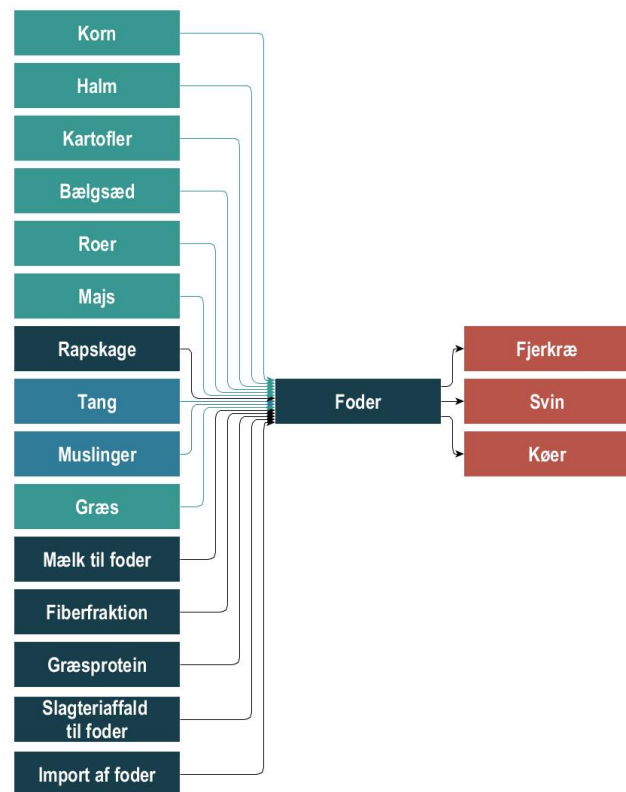 Korn
Halm
Kartofler
Bælgsæd
Roer
Majs
Rapskage
Tang
Muslinger
Græs
Mælk til foder
Fiberfraktion
Græsprotein
Slagteriaffald
til foder
Import af foder
Foder
Fjerkræ
Svin
Køer